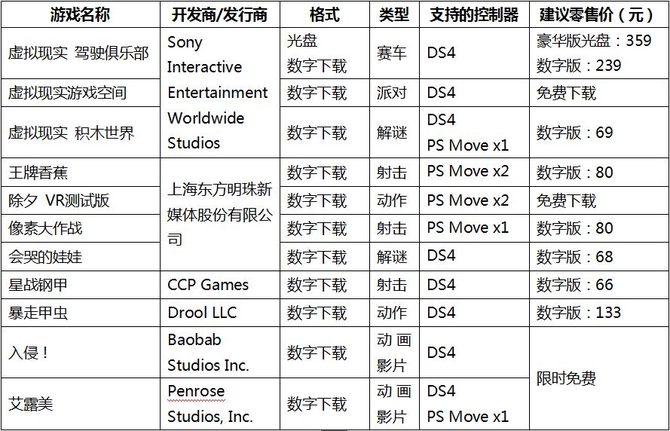 游戏名称 开发商/发行商 格式 类型 支持的控制器 建议零售价（元）
虚拟现实 驾驶俱乐部 Sony Interactive Entertainment Worldwide Studios 光盘 数字下载 赛车 DS4 豪华版光盘：359 数字版：239
虚拟现实游戏空间 数字下载 派对 DS4 免费下载
虚拟现实 积木世界 数字下载 解谜 DS4 PS Move x1 数字版：69
王牌香蕉 上海东方明珠新媒体股份有限公司 数字下载 射击 PS Move x2 数字版：80
除夕 VR测试版 数字下载 动作 PS Move x2 免费下载
像素大作战 数字下载 射击 PS Move x1 数字版：80
会哭的娃娃 数字下载 解谜 DS4 数字版：68
星战钢甲 CCP Games 数字下载 射击 DS4 数字版：66
暴走甲虫 Drool LLC 数字下载 动作 DS4 数字版：133
入侵！ Baobab Studios Inc. 数字下载 动画影片 DS4 限时免费
艾露美 Penrose Studios, Inc. 数字下载 动画影片 DS4 PS Move x1